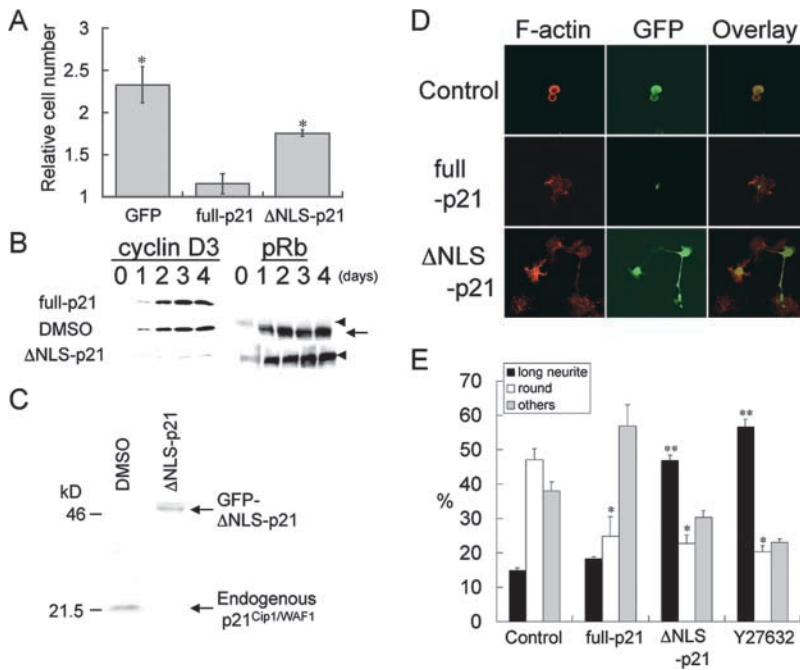 A
Relative cell number
3
2.5
2
1.5
1
*
*
GFP
full-p21
ΔNLS-p21
B
cyclin D3
pRb
0 1 2 3 4
0 1 2 3 4 (days)
full-p21
DMSO
ΔNLS-p21
C
DMSO
ΔNLS-p21
kD
46
21.5
GFP-
ΔNLS-p21
Endogenous
p21Cip1/WAF1
D
F-actin
GFP
Overlay
Control
full
-p21
ΔNLS
-p21
E
long neurite
round
others
%
70
60
50
40
30
20
10
0
*
**
*
**
*
Control
full-p21
ΔNLS
-p21
Y27632